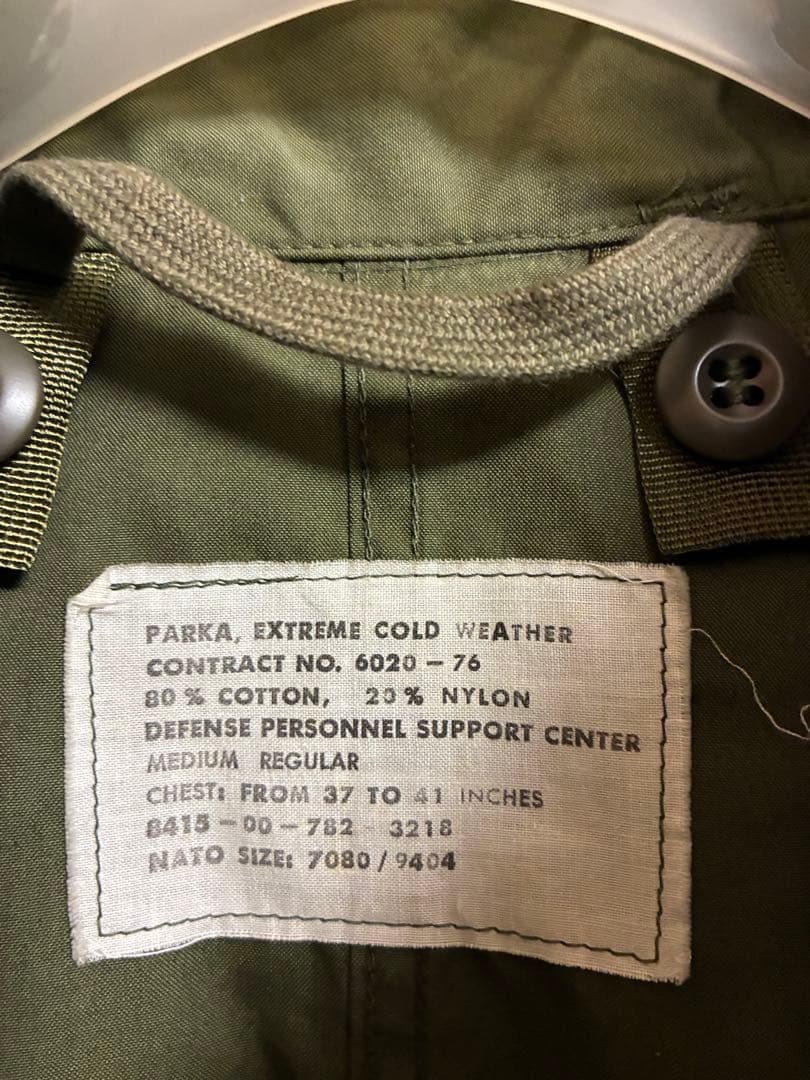 PARKA, EXTREME COLD WEATHER
CONTRACT NO. 6020 - 76
80 % COTTON, 20 % NYLON
DEFENSE PERSONNEL SUPPORT CENTER
MEDIUM REGULAR
CHEST: FROM 37 TO 41 INCHES
8415 - 00 - 782 - 3218
NATO SIZE: 7080 / 9404